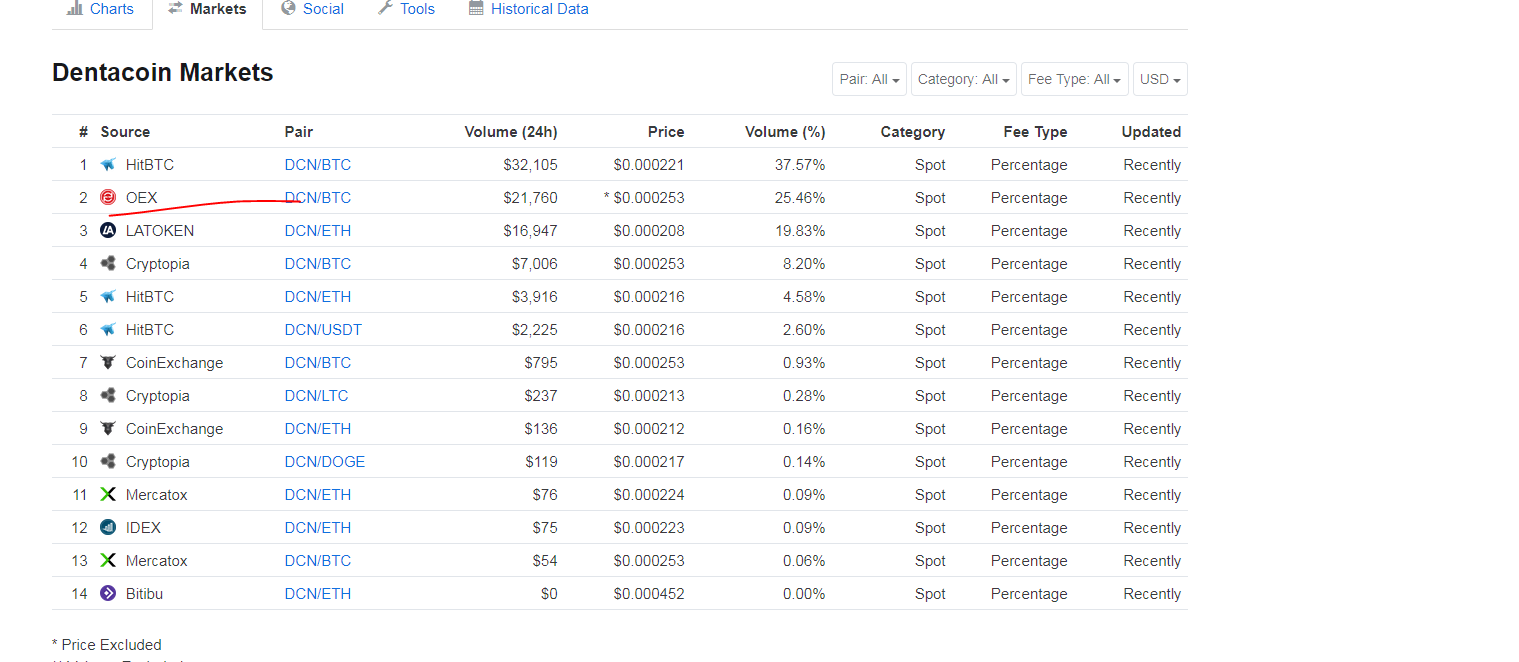 Charts Markets Social Tools Historical Data
Dentacoin Markets
Pair: All Category: All Fee Type: All USD
# Source Pair Volume (24h) Price Volume (%) Category Fee Type Updated
1 HitBTC DCN/BTC $32,105 $0.000221 37.57% Spot Percentage Recently
2 OEX DCN/BTC $21,760 * $0.000253 25.46% Spot Percentage Recently
3 LATOKEN DCN/ETH $16,947 $0.000208 19.83% Spot Percentage Recently
4 Cryptopia DCN/BTC $7,006 $0.000253 8.20% Spot Percentage Recently
5 HitBTC DCN/ETH $3,916 $0.000216 4.58% Spot Percentage Recently
6 HitBTC DCN/USDT $2,225 $0.000216 2.60% Spot Percentage Recently
7 CoinExchange DCN/BTC $795 $0.000253 0.93% Spot Percentage Recently
8 Cryptopia DCN/LTC $237 $0.000213 0.28% Spot Percentage Recently
9 CoinExchange DCN/ETH $136 $0.000212 0.16% Spot Percentage Recently
10 Cryptopia DCN/DOGE $119 $0.000217 0.14% Spot Percentage Recently
11 Mercatox DCN/ETH $76 $0.000224 0.09% Spot Percentage Recently
12 IDEX DCN/ETH $75 $0.000223 0.09% Spot Percentage Recently
13 Mercatox DCN/BTC $54 $0.000253 0.06% Spot Percentage Recently
14 Bitibu DCN/ETH $0 $0.000452 0.00% Spot Percentage Recently
* Price Excluded